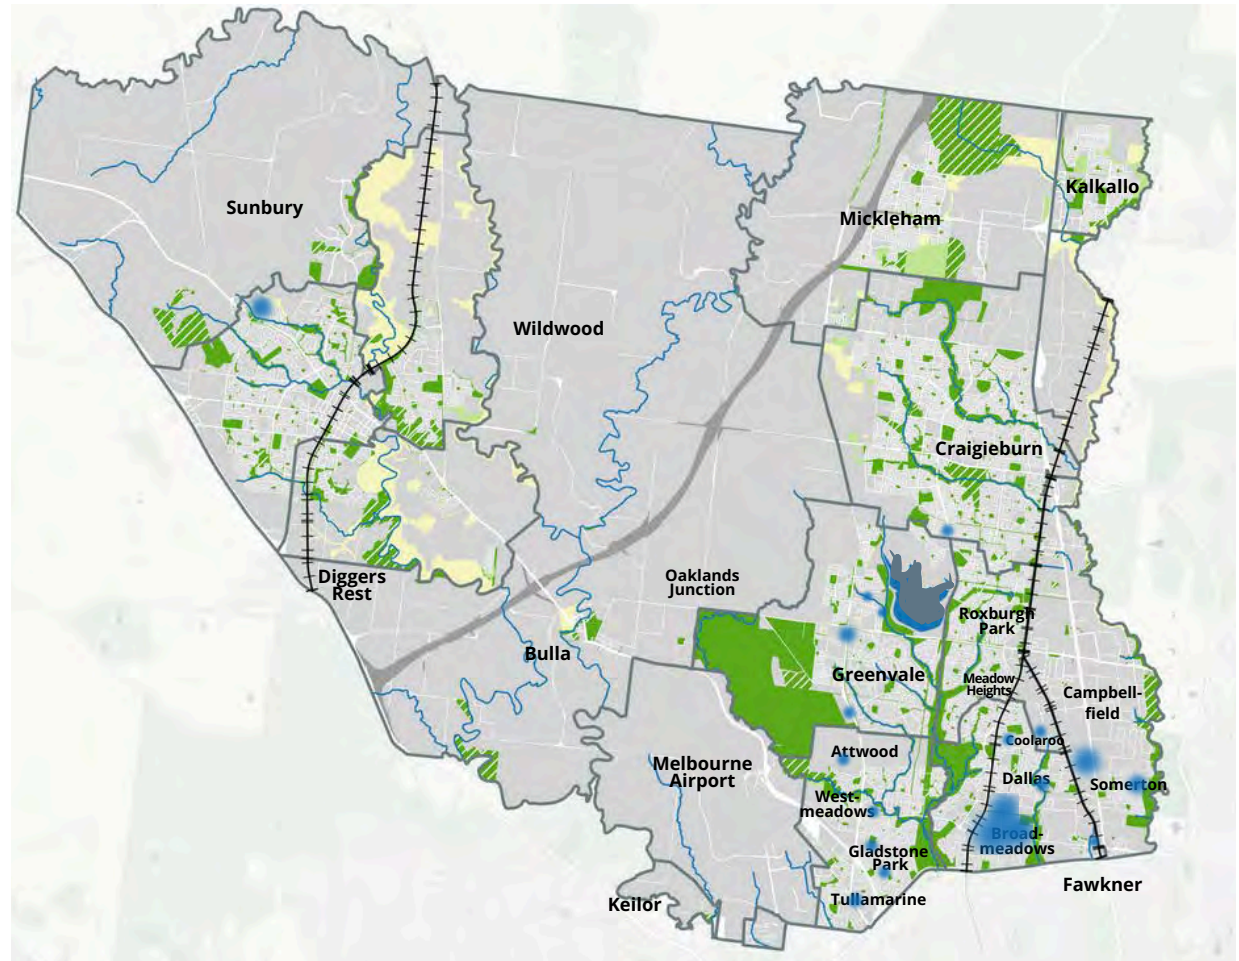 Kalkallo
Sunbury
Mickleham
Wildwood
Craigieburn
Diggers
Rest
Oaklands
Junction
Roxburgh
Park
Bulla
Greenvale
Meadow
Heights
Campbell-
field
Coolaroo
Attwood
Melbourne
Airport
Dallas
Somerton
West-
meadows
Broad-
meadows
Gladstone
Park
Fawkner
Keilor
Tullamarine